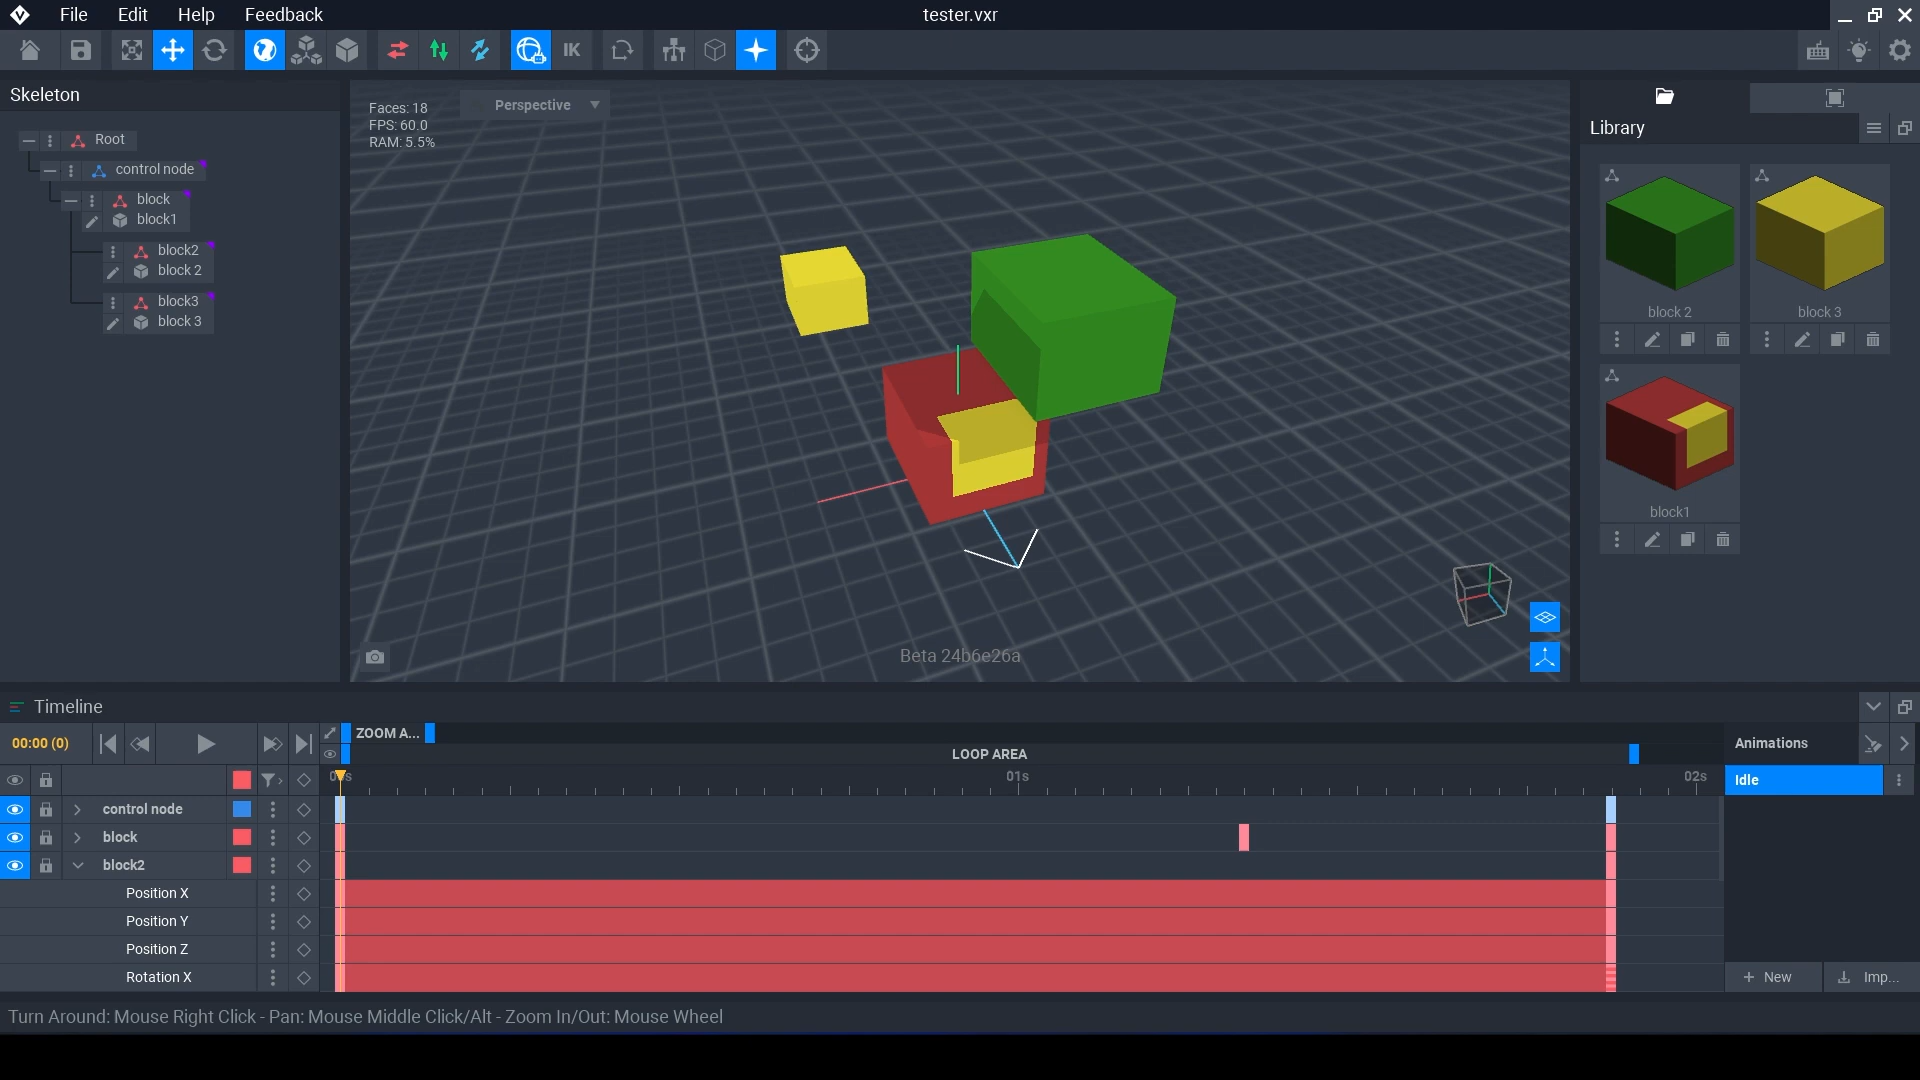 File Edit Help Feedback
tester.vxr
IK
Skeleton
Root
control node
block
block1
block2
block 2
block3
block 3
Faces: 18
FPS: 60.0
RAM: 5.5%
Perspective
Beta 24b6e26a
Library
block 2
block 3
block1
Timeline
00:00 (0)
ZOOM A...
LOOP AREA
01s
02s
Animations
Idle
control node
block
block2
Position X
Position Y
Position Z
Rotation X
+ New
Imp...
Turn Around: Mouse Right Click - Pan: Mouse Middle Click/Alt - Zoom In/Out: Mouse Wheel